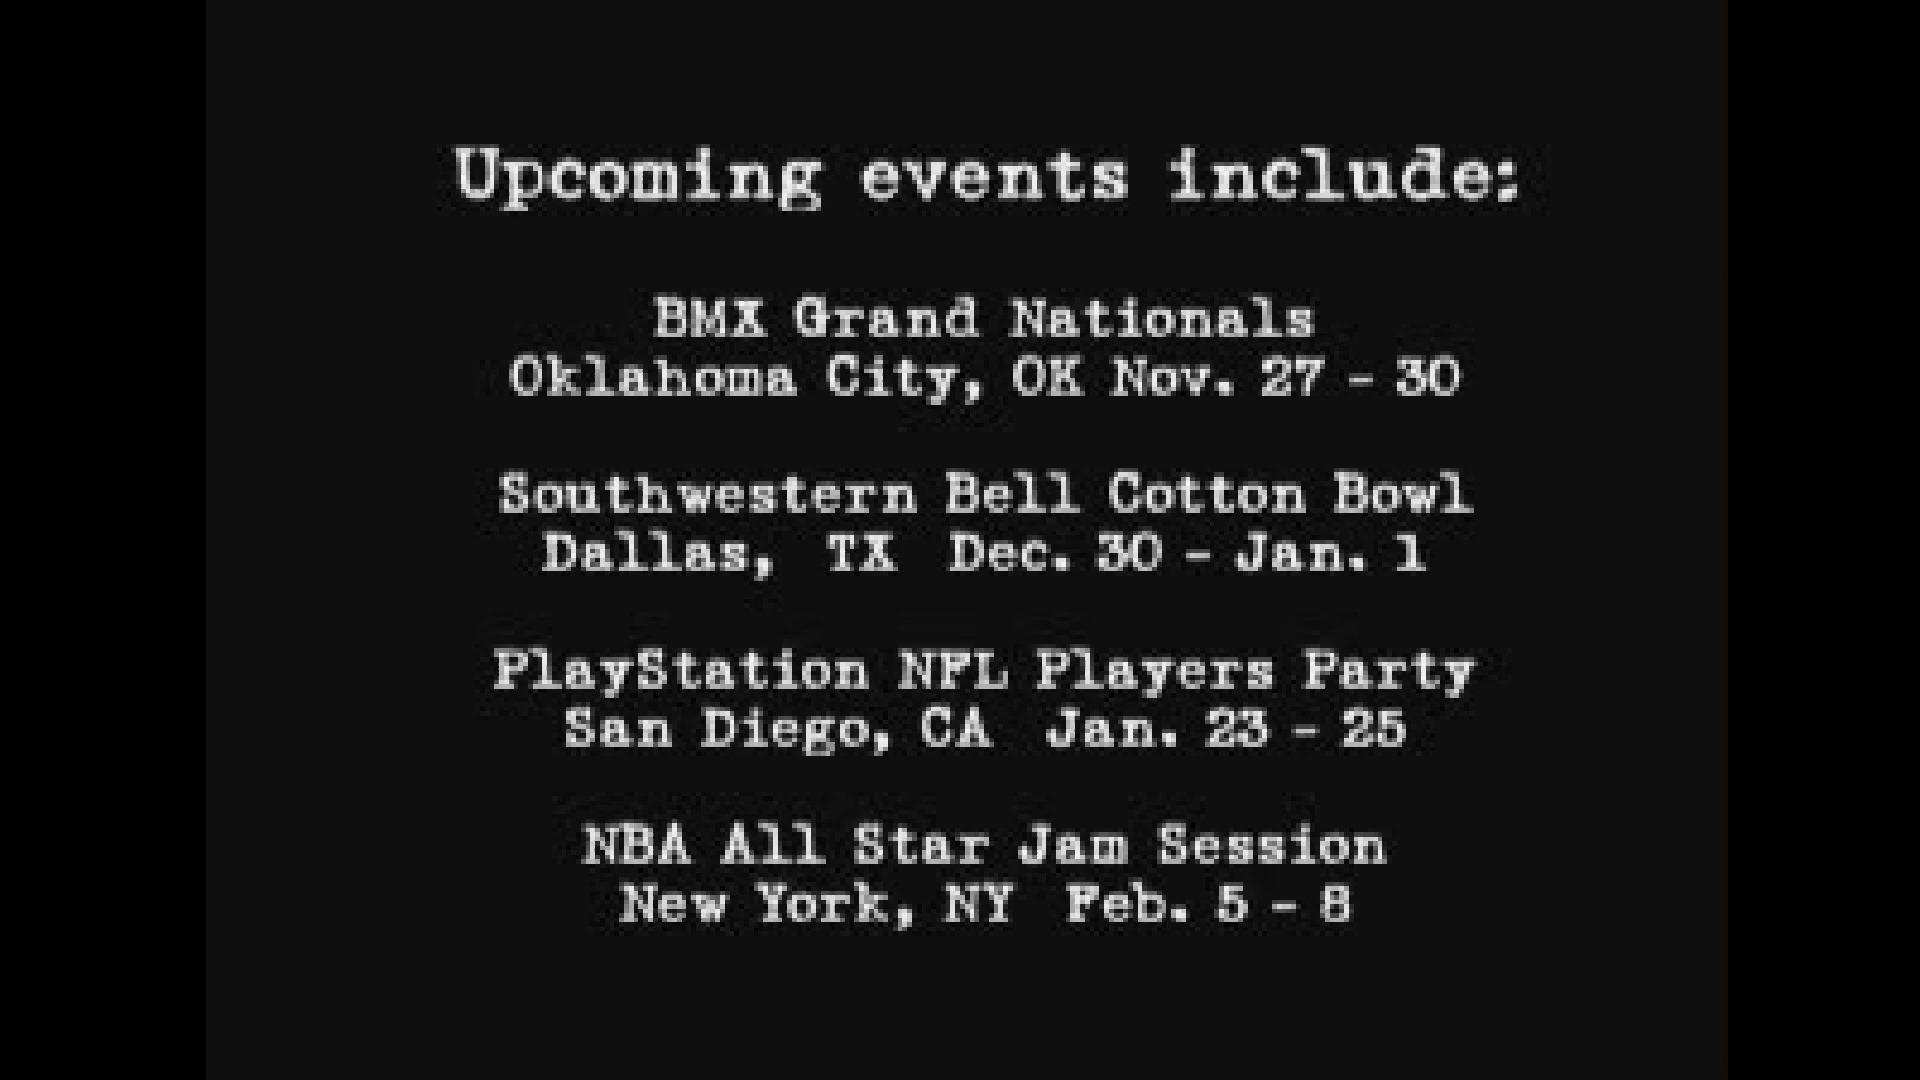 Upcoming events include:
BMX Grand Nationals
Oklahoma City, OK Nov. 27 - 30
Southwestern Bell Cotton Bowl
Dallas, TX Dec. 30 - Jan. 1
PlayStation NFL Players Party
San Diego, CA Jan. 23 - 25
NBA All Star Jam Session
New York, NY Feb. 5 - 8